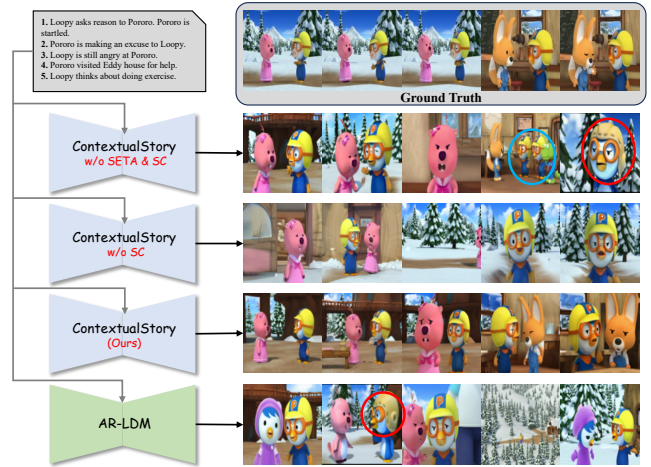 1. Loopy asks reason to Pororo. Pororo is
startled.
2. Pororo is making an excuse to Loopy.
3. Loopy is still angry at Pororo.
4. Pororo visited Eddy house for help.
5. Loopy thinks about doing exercise.
Ground Truth
ContextualStory
w/o SETA & SC
ContextualStory
w/o SC
ContextualStory
(Ours)
AR-LDM